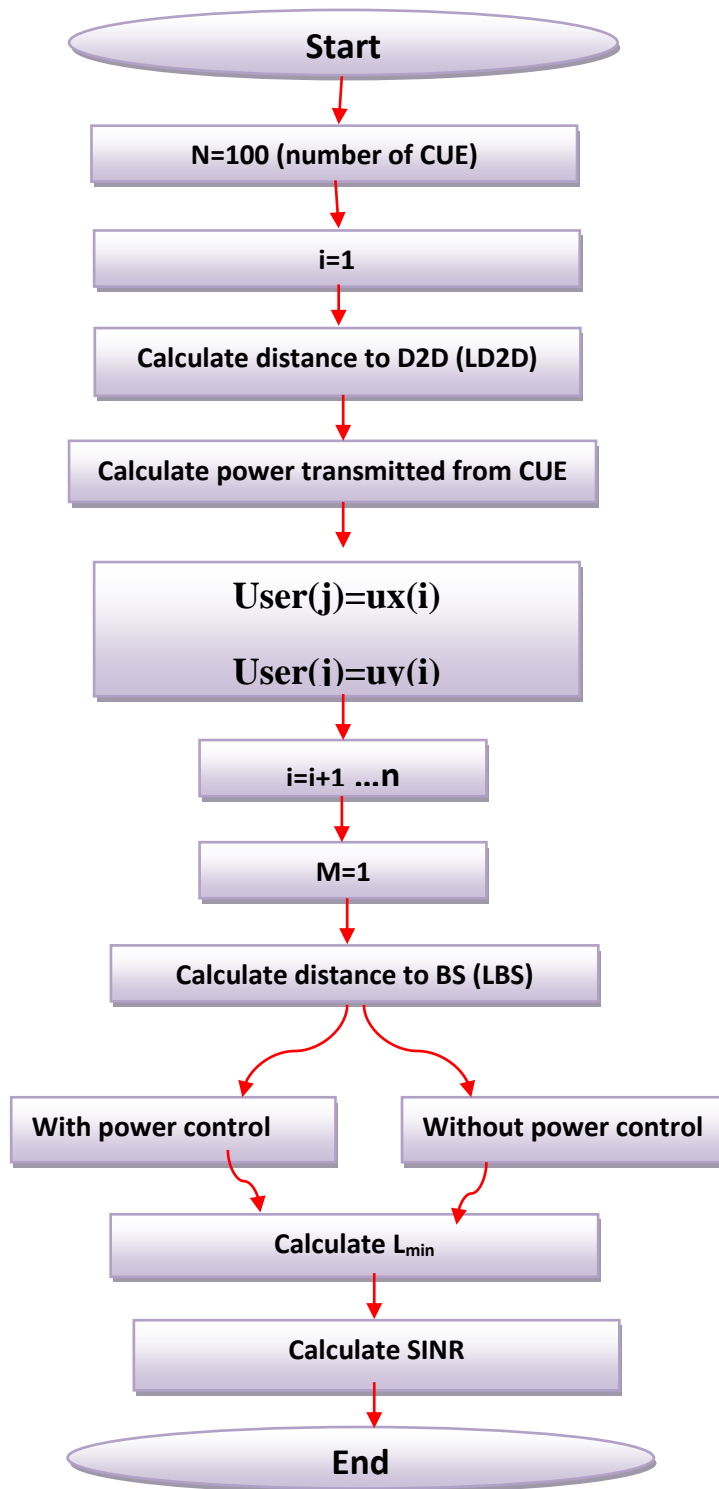 Start
N=100 (number of CUE)
i=1
Calculate distance to D2D (LD2D)
Calculate power transmitted from CUE
User(j)=ux(i)
User(j)=uy(i)
i=i+1 ...n
M=1
Calculate distance to BS (LBS)
With power control
Without power control
Calculate Lmin
Calculate SINR
End